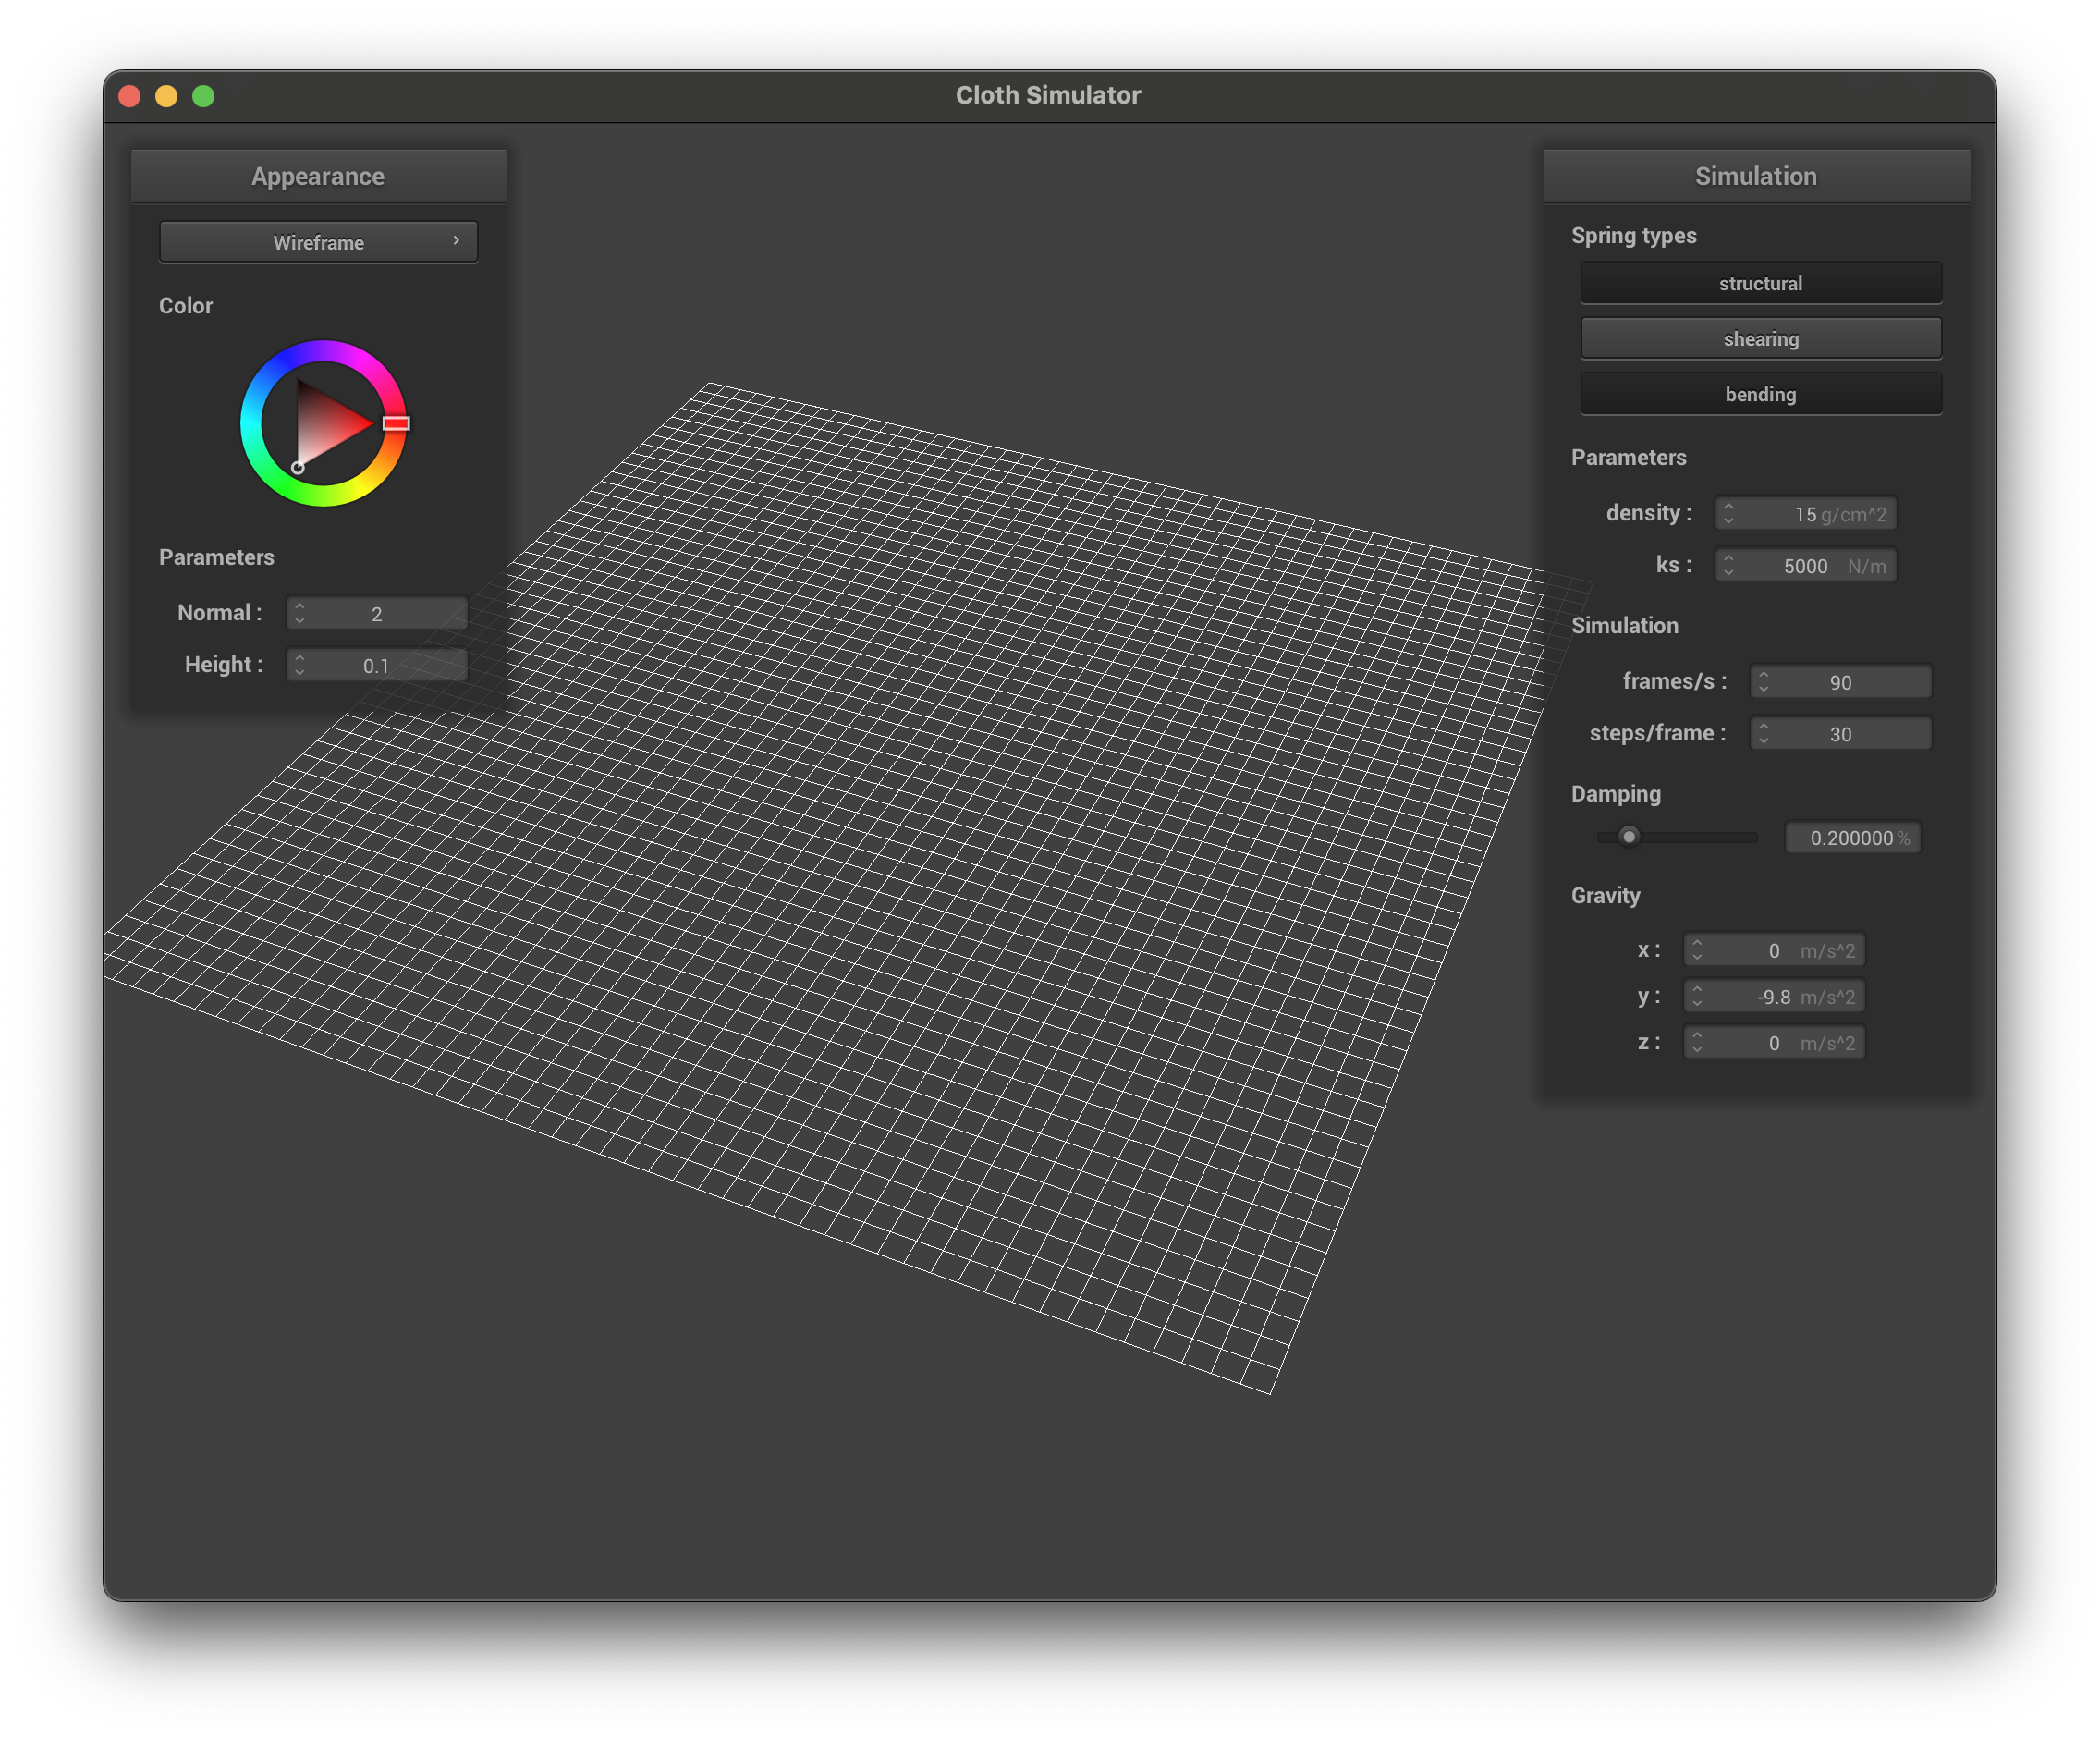 Cloth Simulator
Appearance
Wireframe
Color
Parameters
Normal : 2
Height : 0.1
Simulation
Spring types
structural
shearing
bending
Parameters
density : 15 g/cm^2
ks : 5000 N/m
Simulation
frames/s : 90
steps/frame : 30
Damping
0.200000 %
Gravity
x : 0 m/s^2
y : -9.8 m/s^2
z : 0 m/s^2